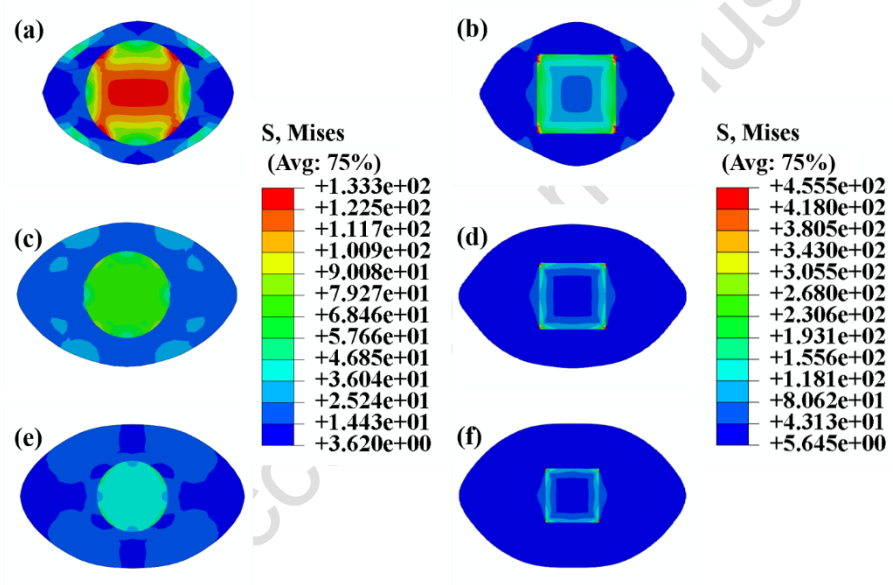 (a)
(b)
S, Mises
(Avg: 75%)
+1.333e+02
+1.225e+02
+1.117e+02
+1.009e+02
+9.008e+01
+7.927e+01
+6.846e+01
+5.766e+01
+4.685e+01
+3.604e+01
+2.524e+01
+1.443e+01
+3.620e+00
S, Mises
(Avg: 75%)
+4.555e+02
+4.180e+02
+3.805e+02
+3.430e+02
+3.055e+02
+2.680e+02
+2.306e+02
+1.931e+02
+1.556e+02
+1.181e+02
+8.062e+01
+4.313e+01
+5.645e+00
(c)
(d)
(e)
(f)